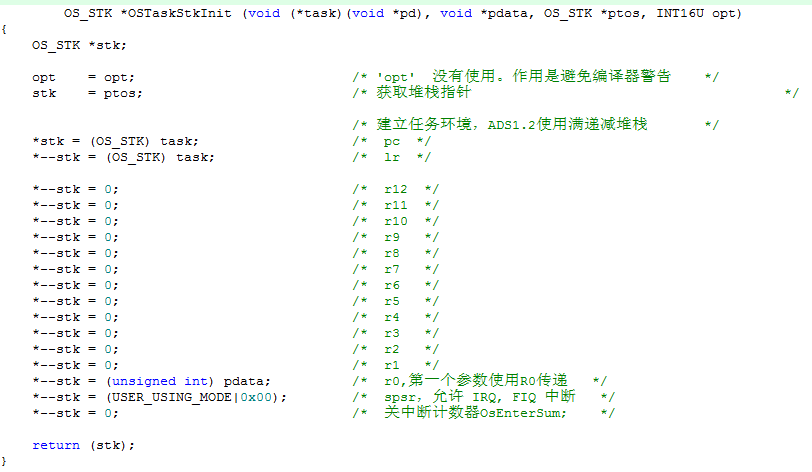 OS_STK *OSTaskStkInit (void (*task)(void *pd), void *pdata, OS_STK *ptos, INT16U opt)
{
    OS_STK *stk;
    opt    = opt;                           /* 'opt'  没有使用。作用是避免编译器警告    */
    stk    = ptos;                          /* 获取堆栈指针                                       */
                                            /* 建立任务环境，ADS1.2使用满递减堆栈       */
    *stk = (OS_STK) task;                   /*  pc  */
    *--stk = (OS_STK) task;                 /*  lr  */
    *--stk = 0;                             /*  r12  */
    *--stk = 0;                             /*  r11  */
    *--stk = 0;                             /*  r10  */
    *--stk = 0;                             /*  r9   */
    *--stk = 0;                             /*  r8   */
    *--stk = 0;                             /*  r7   */
    *--stk = 0;                             /*  r6   */
    *--stk = 0;                             /*  r5   */
    *--stk = 0;                             /*  r4   */
    *--stk = 0;                             /*  r3   */
    *--stk = 0;                             /*  r2   */
    *--stk = 0;                             /*  r1   */
    *--stk = (unsigned int) pdata;          /*  r0,第一个参数使用R0传递   */
    *--stk = (USER_USING_MODE|0x00);        /*  spsr，允许 IRQ, FIQ 中断   */
    *--stk = 0;                             /*  关中断计数器OsEnterSum;    */
    return (stk);
}